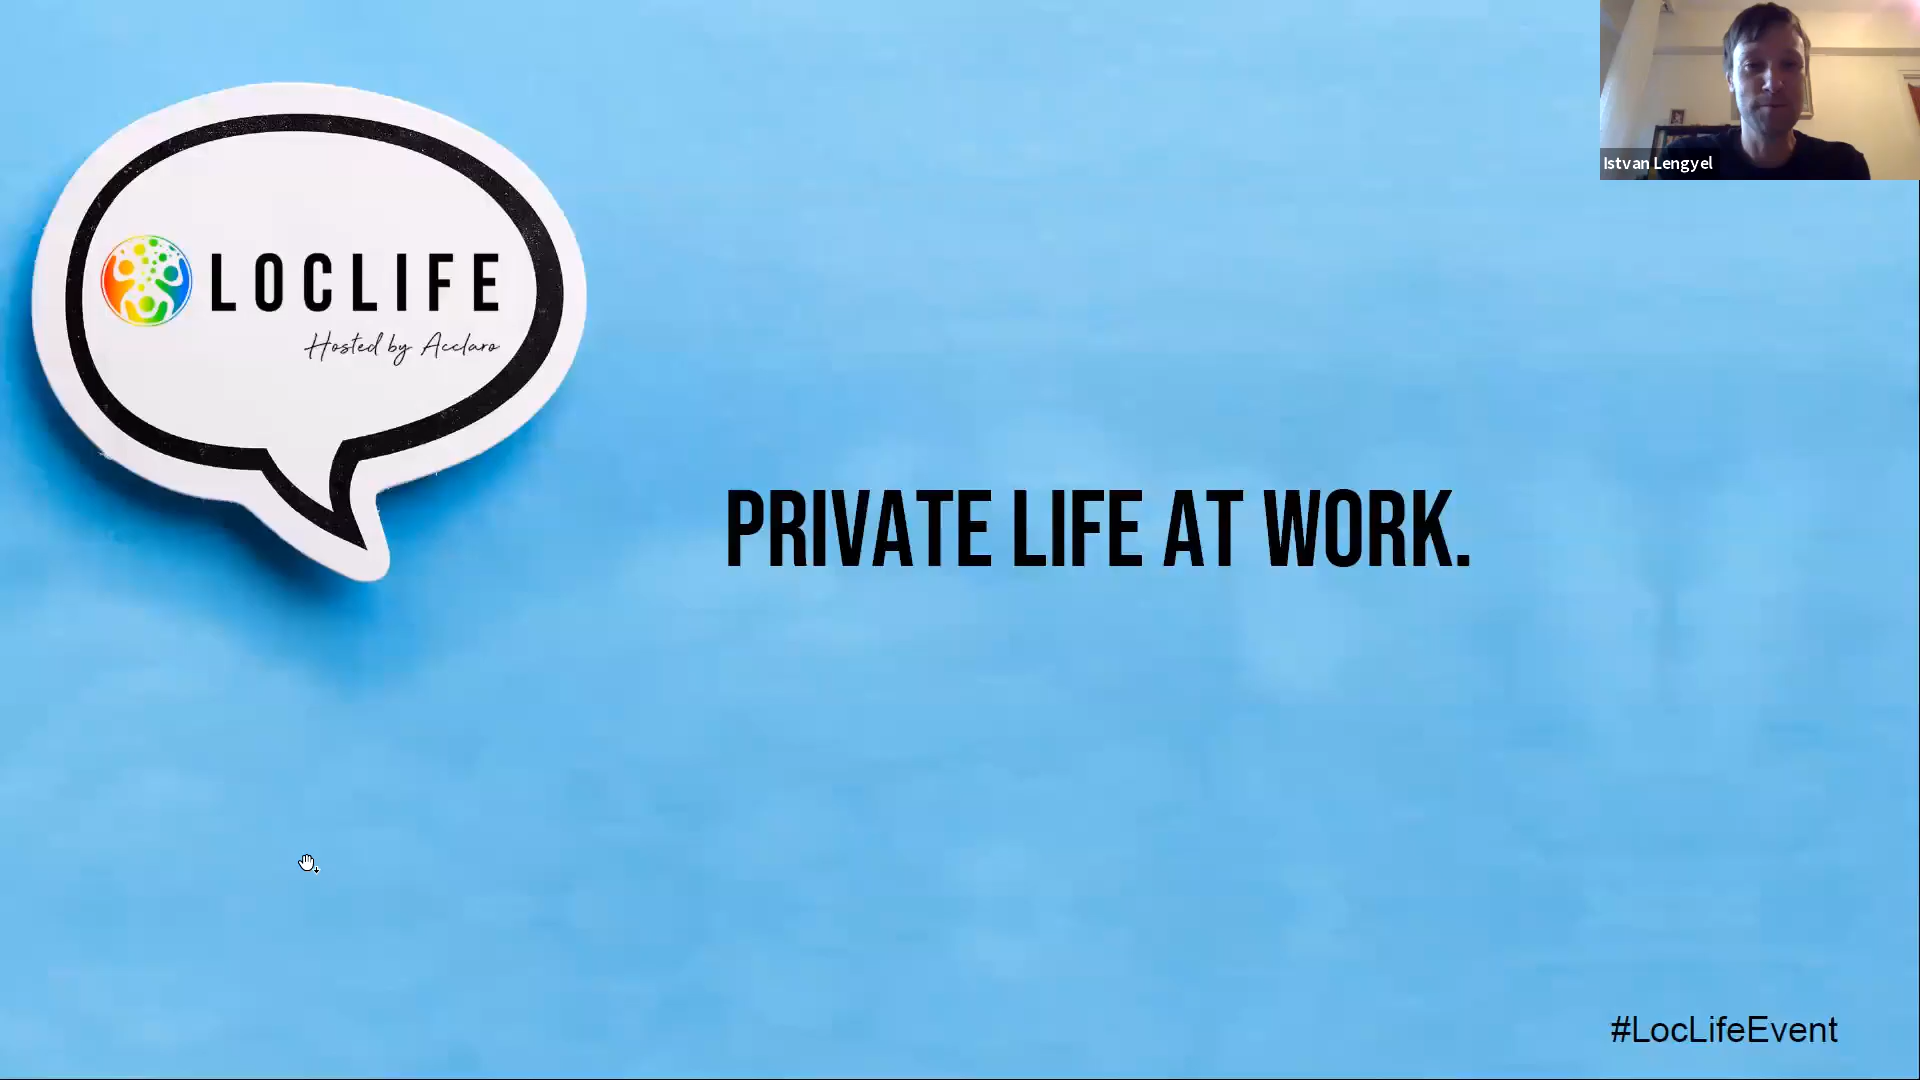 Istvan Lengyel
LOCLIFE
Hosted by Acclaro
PRIVATE LIFE AT WORK.
#LocLifeEvent